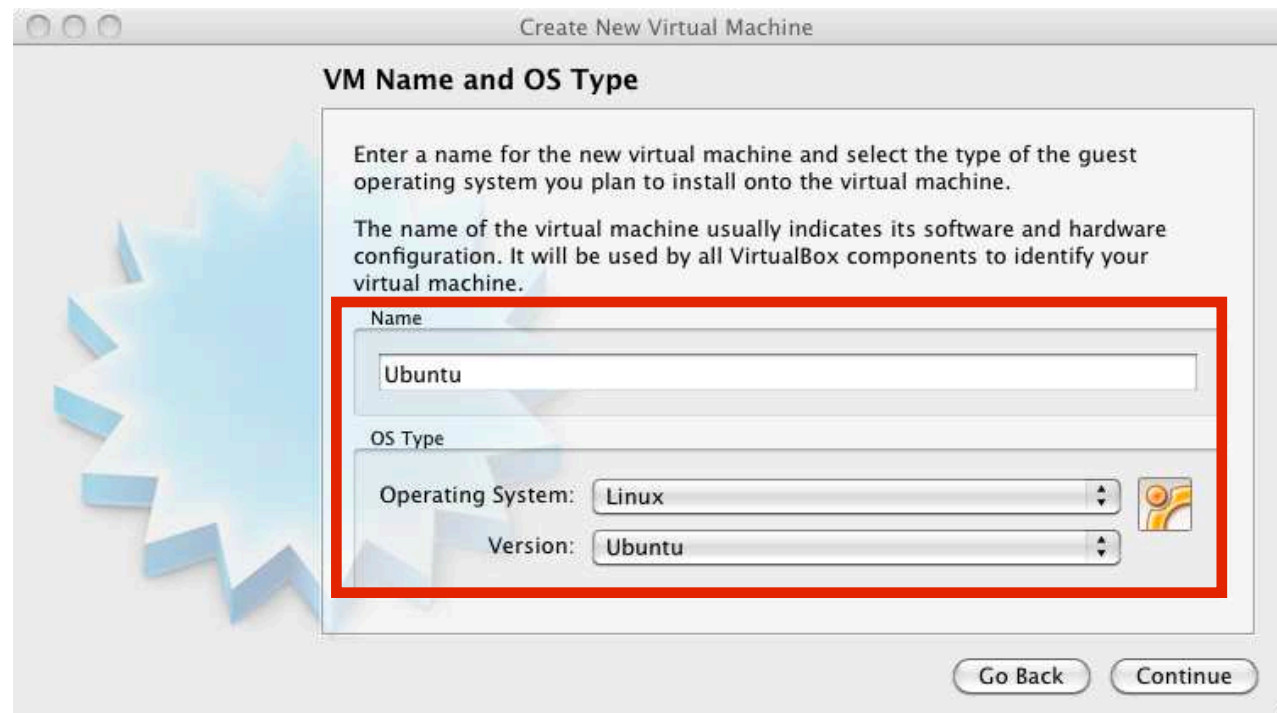 Create New Virtual Machine
VM Name and OS Type
Enter a name for the new virtual machine and select the type of the guest
operating system you plan to install onto the virtual machine.
The name of the virtual machine usually indicates its software and hardware
configuration. It will be used by all VirtualBox components to identify your
virtual machine.
Name
Ubuntu
OS Type
Operating System: Linux
Version: Ubuntu
Go Back Continue